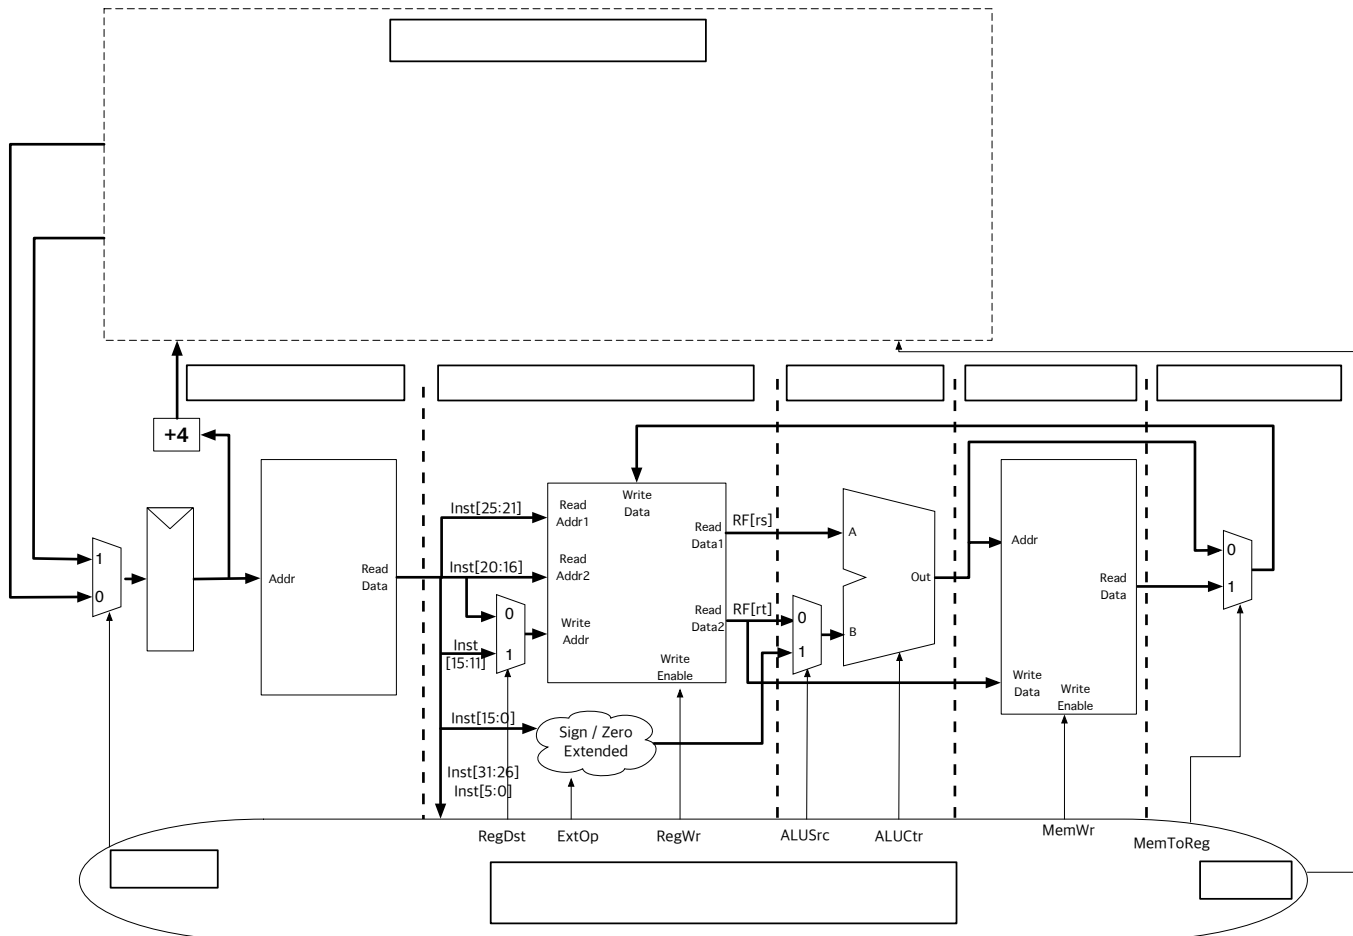 +4
Inst[25:21]
Read
Addr1
Write
Data
Read
Data1
RF[rs]
A
Addr
0
1
1
0
Addr
Read
Data
Inst[20:16]
Read
Addr2
Out
Read
Data
0
Write
Addr
Read
Data2
RF[rt]
0
B
Inst
[15:11]
1
1
Write
Enable
Write
Data
Write
Enable
Inst[15:0]
Sign / Zero
Extended
Inst[31:26]
Inst[5:0]
RegDst
ExtOp
RegWr
ALUSrc
ALUCtr
MemWr
MemToReg